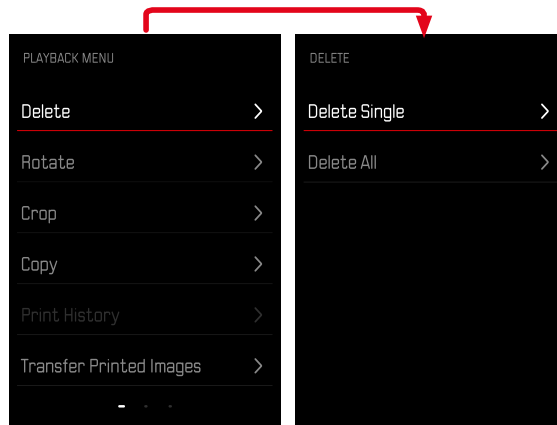 PLAYBACK MENU
Delete
Rotate
Crop
Copy
Print History
Transfer Printed Images
DELETE
Delete Single
Delete All